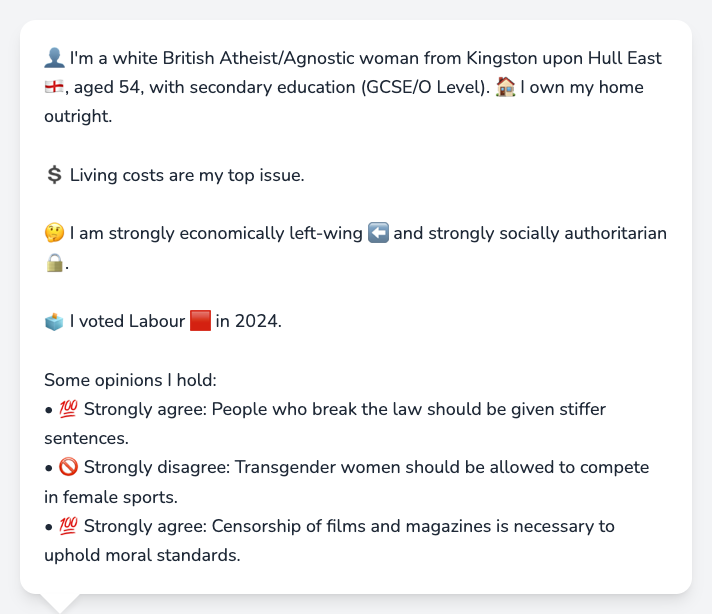 👤 I'm a white British Atheist/Agnostic woman from Kingston upon Hull East
🏴󠁧󠁢󠁥󠁮󠁧󠁿, aged 54, with secondary education (GCSE/O Level). 🏠 I own my home
outright.
💲 Living costs are my top issue.
🤔 I am strongly economically left-wing ⬅️ and strongly socially authoritarian
🔒.
🗳️ I voted Labour 🟥 in 2024.
Some opinions I hold:
• 💯 Strongly agree: People who break the law should be given stiffer
sentences.
• 🚫 Strongly disagree: Transgender women should be allowed to compete
in female sports.
• 💯 Strongly agree: Censorship of films and magazines is necessary to
uphold moral standards.